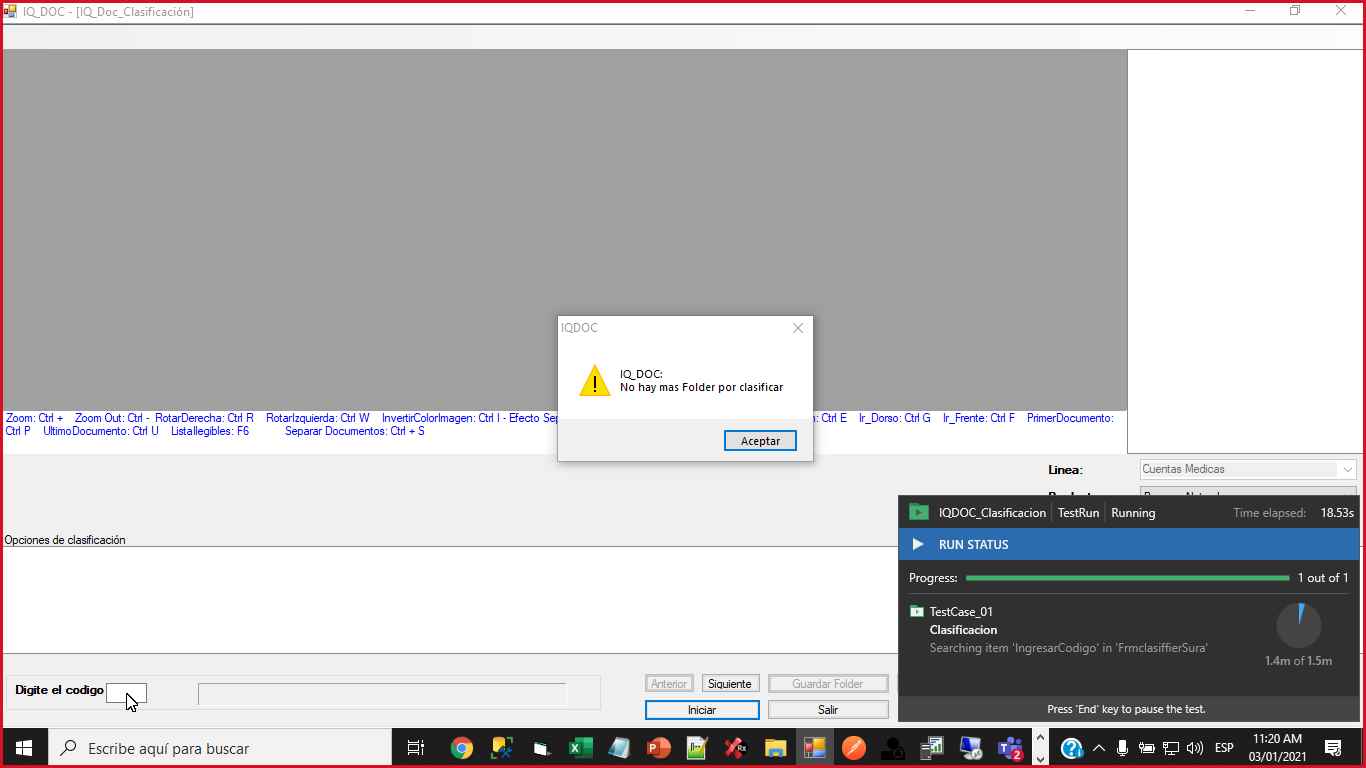 IQ_DOC - [IQ_Doc_Clasificación]
IQDOC
IQ_DOC:
No hay mas Folder por clasificar
Aceptar
Zoom: Ctrl + Zoom Out: Ctrl - RotarDerecha: Ctrl R RotarIzquierda: Ctrl W InvertirColorImagen: Ctrl I - Efecto Ctrl E Ir_Dorso: Ctrl G Ir_Frente: Ctrl F PrimerDocumento:
Ctrl P UltimoDocumento: Ctrl U ListaIlegibles: F6 Separar Documentos: Ctrl + S
Linea:
Cuentas Medicas
IQDOC_Clasificacion TestRun Running Time elapsed: 18.53s
RUN STATUS
Opciones de clasificación
Progress: 1 out of 1
TestCase_01
Clasificacion
Searching item 'IngresarCodigo' in 'FrmclasiffierSura'
1.4m of 1.5m
Press 'End' key to pause the test.
Digite el codigo
Anterior Siguiente Guardar Folder
Iniciar Salir
Escribe aquí para buscar
2
ESP
11:20 AM
03/01/2021